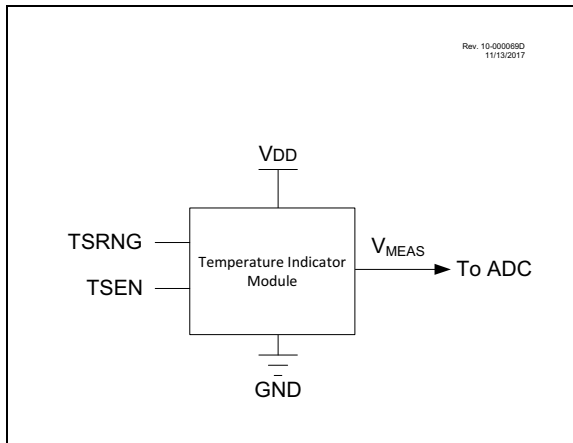 Rev. 10-000069D
11/13/2017
VDD
TSRNG
TSEN
Temperature Indicator
Module
VMEAS
To ADC
GND